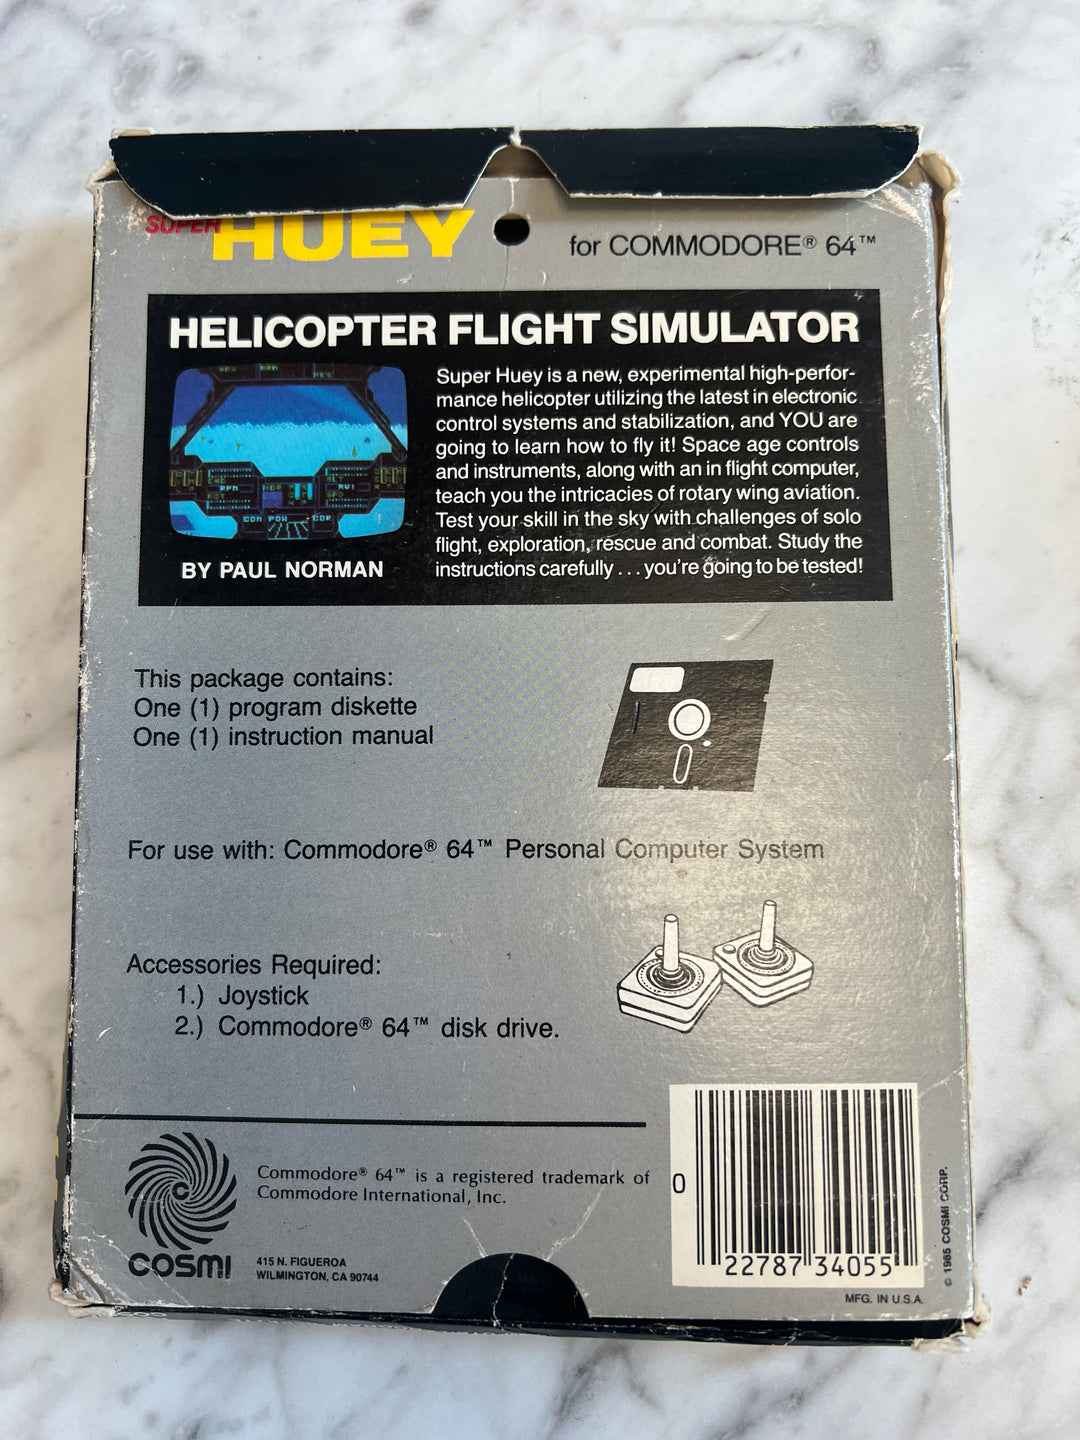 SUPER HUEY
for COMMODORE® 64™
HELICOPTER FLIGHT SIMULATOR
Super Huey is a new, experimental high-perfor-
mance helicopter utilizing the latest in electronic
control systems and stabilization, and YOU are
going to learn how to fly it! Space age controls
and instruments, along with an in flight computer,
teach you the intricacies of rotary wing aviation.
Test your skill in the sky with challenges of solo
flight, exploration, rescue and combat. Study the
instructions carefully . . . you're going to be tested!
RPM
COM POW COR
BY PAUL NORMAN
This package contains:
One (1) program diskette
One (1) instruction manual
For use with: Commodore® 64™ Personal Computer System
Accessories Required:
1.) Joystick
2.) Commodore® 64™ disk drive.
C
COSMI
Commodore® 64™ is a registered trademark of
Commodore International, Inc.
415 N. FIGUEROA
WILMINGTON, CA 90744
0 22787 34055
MFG. IN U.S.A.
© 1985 COSMI CORP.